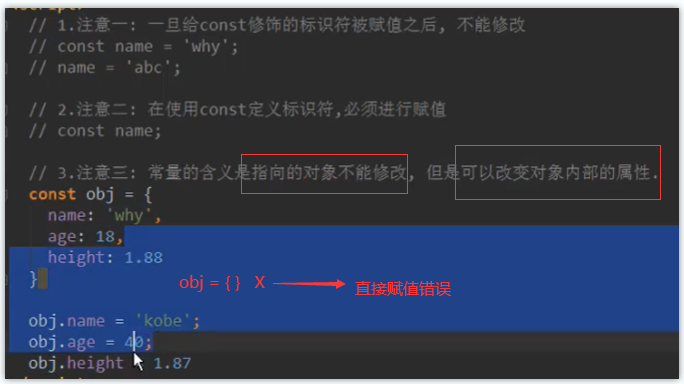 // 1.注意一: 一旦给const修饰的标识符被赋值之后, 不能修改
// const name = 'why';
// name = 'abc';
// 2.注意二: 在使用const定义标识符,必须进行赋值
// const name;
// 3.注意三: 常量的含义是指向的对象不能修改, 但是可以改变对象内部的属性.
const obj = {
name: 'why',
age: 18,
height: 1.88
}
obj = { } X 直接赋值错误
obj.name = 'kobe';
obj.age = 40;
obj.height 1.87